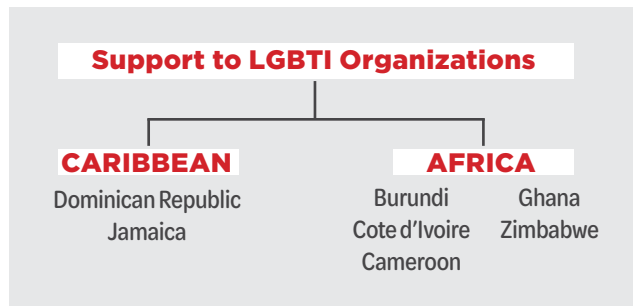 Support to LGBTI Organizations
CARIBBEAN
Dominican Republic
Jamaica
AFRICA
Burundi
Cote d'Ivoire
Cameroon
Ghana
Zimbabwe